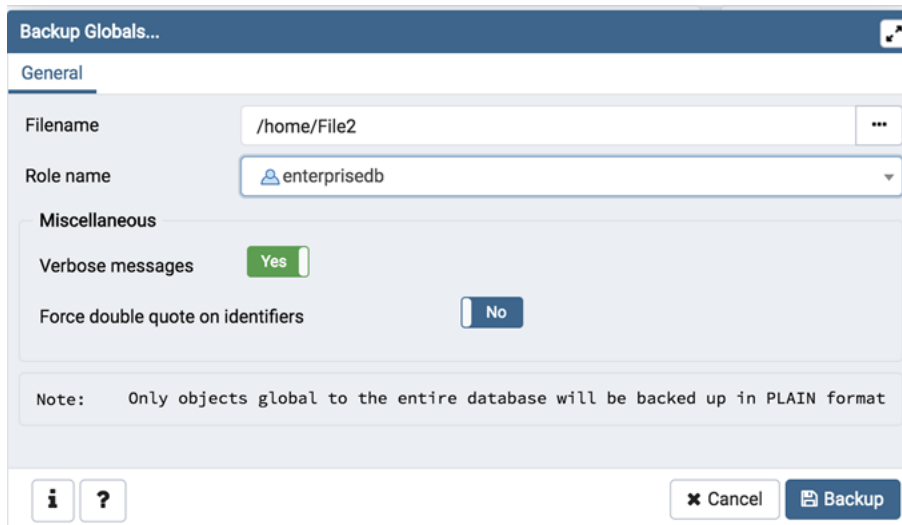 Backup Globals...
General
Filename /home/File2 •••
Role name enterprisedb
Miscellaneous
Verbose messages Yes
Force double quote on identifiers No
Note: Only objects global to the entire database will be backed up in PLAIN format
i ? ✖ Cancel Backup